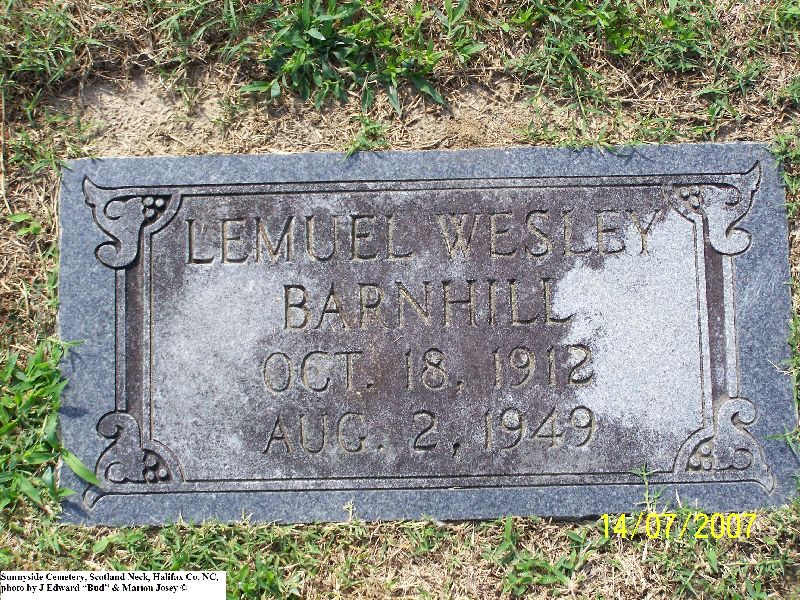 LEMUEL WESLEY
BARNHILL
OCT. 18, 1912
AUG. 2, 1949
14/07/2007
Sunnyside Cemetery, Scotland Neck, Halifax Co. NC,
photo by J Edward "Bud" & Marion Josey ©